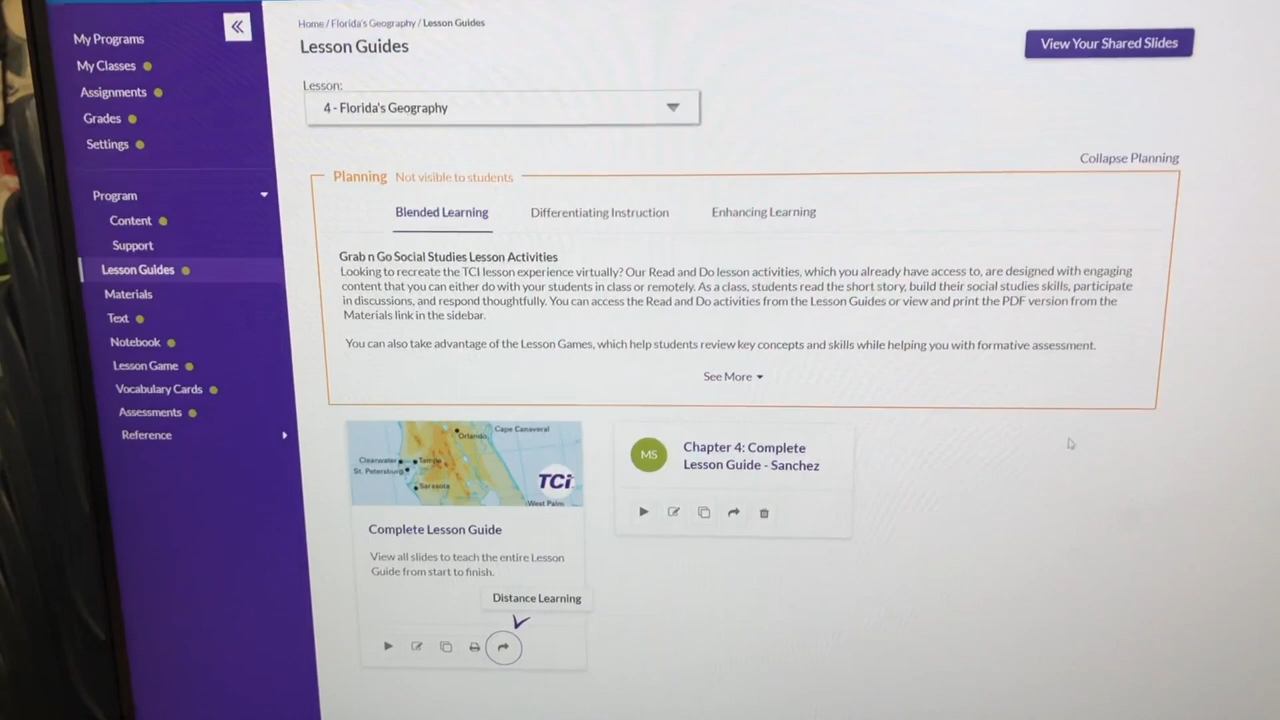 My Programs
My Classes
Assignments
Grades
Settings
Program
Content
Support
Lesson Guides
Materials
Text
Notebook
Lesson Game
Vocabulary Cards
Assessments
Reference
Home / Florida's Geography / Lesson Guides
Lesson Guides
View Your Shared Slides
Lesson:
4 - Florida's Geography
Collapse Planning
Planning Not visible to students
Blended Learning Differentiating Instruction Enhancing Learning
Grab n Go Social Studies Lesson Activities
Looking to recreate the TCI lesson experience virtually? Our Read and Do lesson activities, which you already have access to, are designed with engaging
content that you can either do with your students in class or remotely. As a class, students read the short story, build their social studies skills, participate
in discussions, and respond thoughtfully. You can access the Read and Do activities from the Lesson Guides or view and print the PDF version from the
Materials link in the sidebar.
You can also take advantage of the Lesson Games, which help students review key concepts and skills while helping you with formative assessment.
See More
Orlando
Cape Canaveral
Clearwater
Tampa
St. Petersburg
Sarasota
West Palm
TCi
Complete Lesson Guide
View all slides to teach the entire Lesson
Guide from start to finish.
Distance Learning
MS
Chapter 4: Complete
Lesson Guide - Sanchez